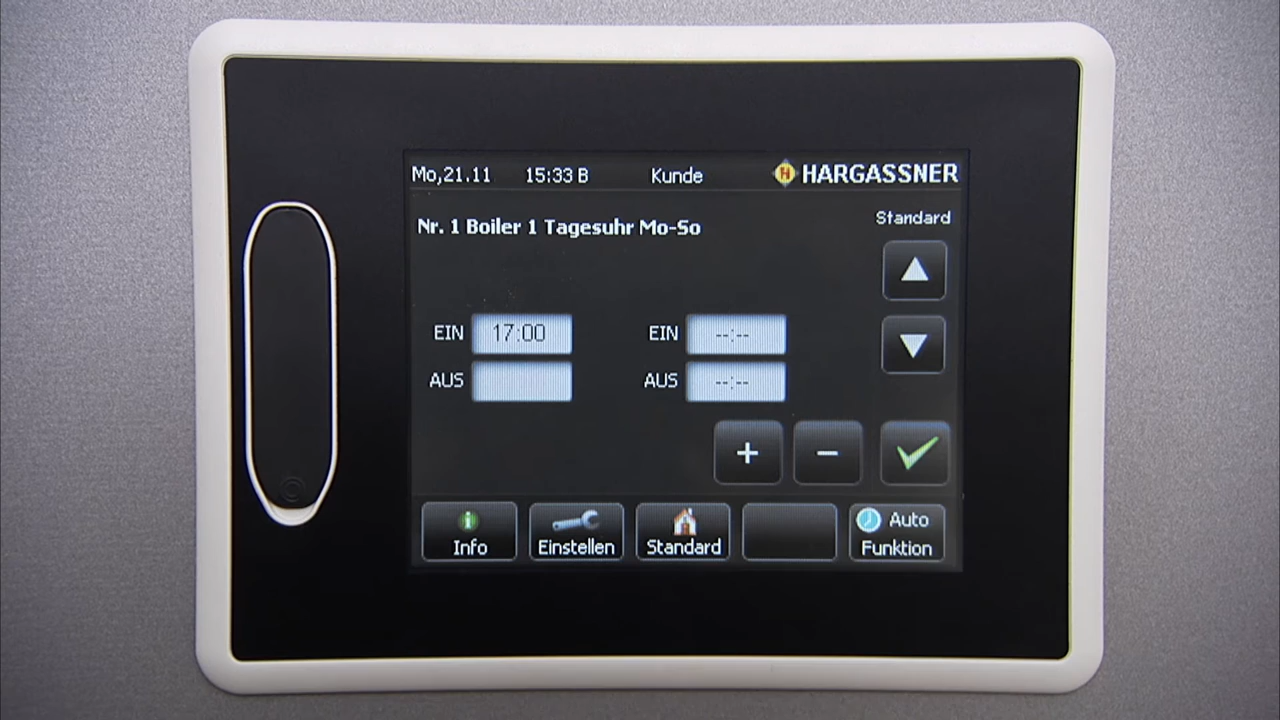 Mo,21.11 15:33 B Kunde HARGASSNER
Nr. 1 Boiler 1 Tagesuhr Mo-So
Standard
EIN 17:00 EIN --:--
AUS AUS --:--
+ −
Info Einstellen Standard Auto Funktion